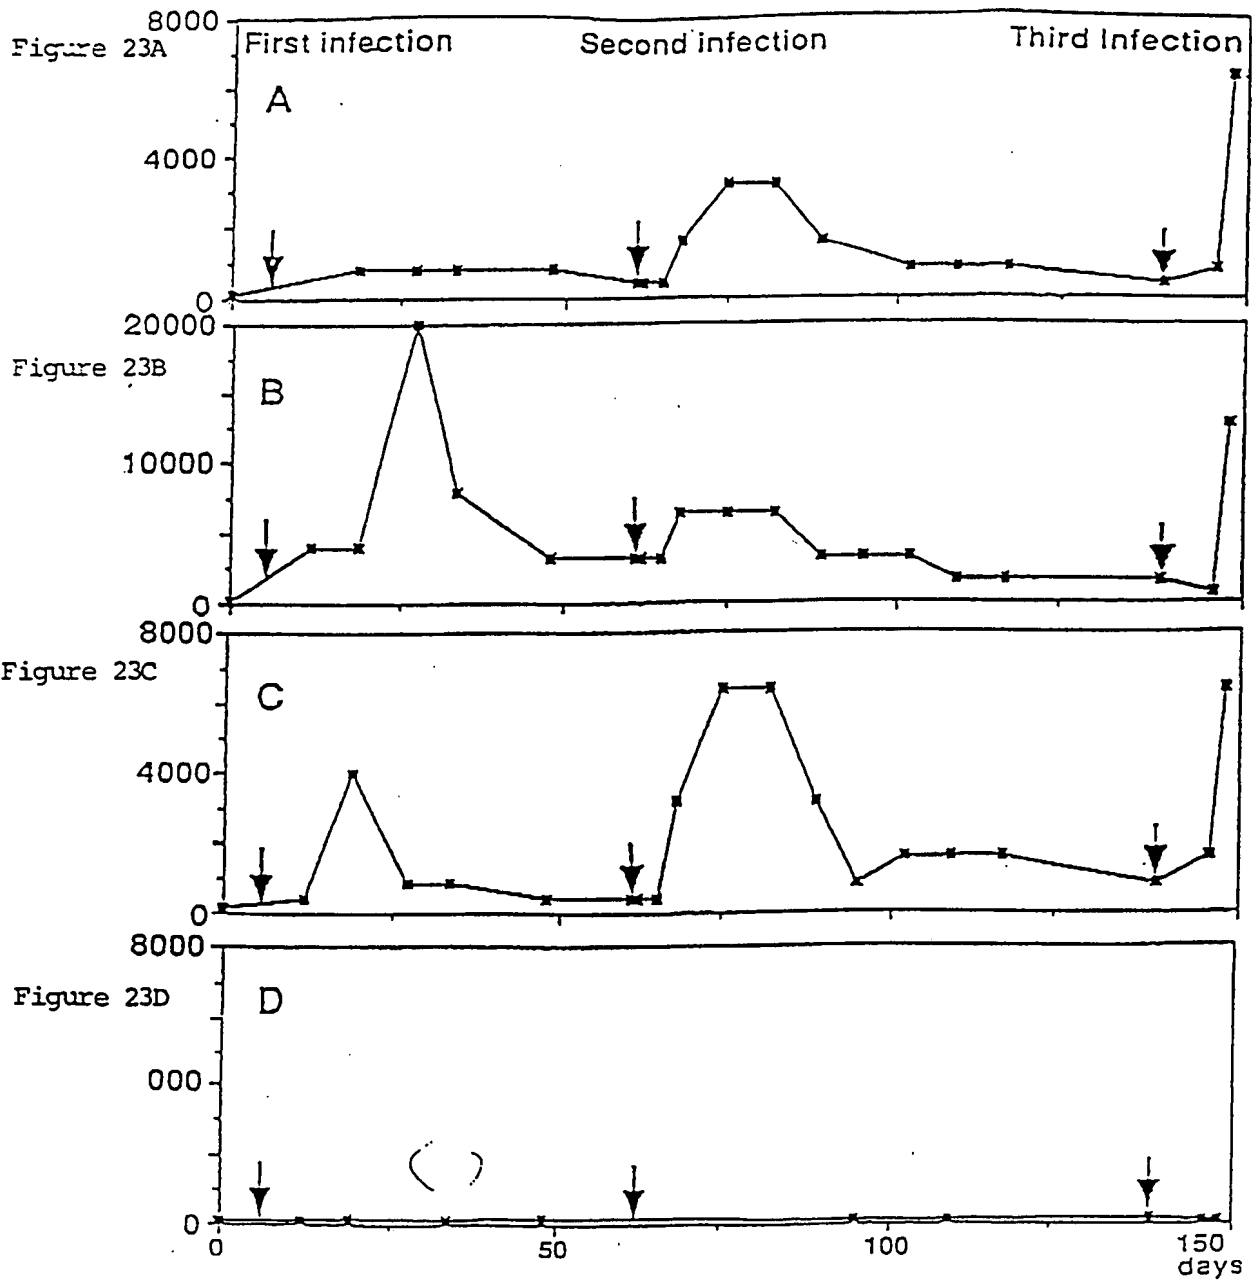 8000
Figure 23A
First infection
Second infection
Third Infection
A
4000
0
20000
Figure 23B
B
10000
0
8000
Figure 23C
C
4000
0
8000
Figure 23D
D
000
0
0
50
100
150
days